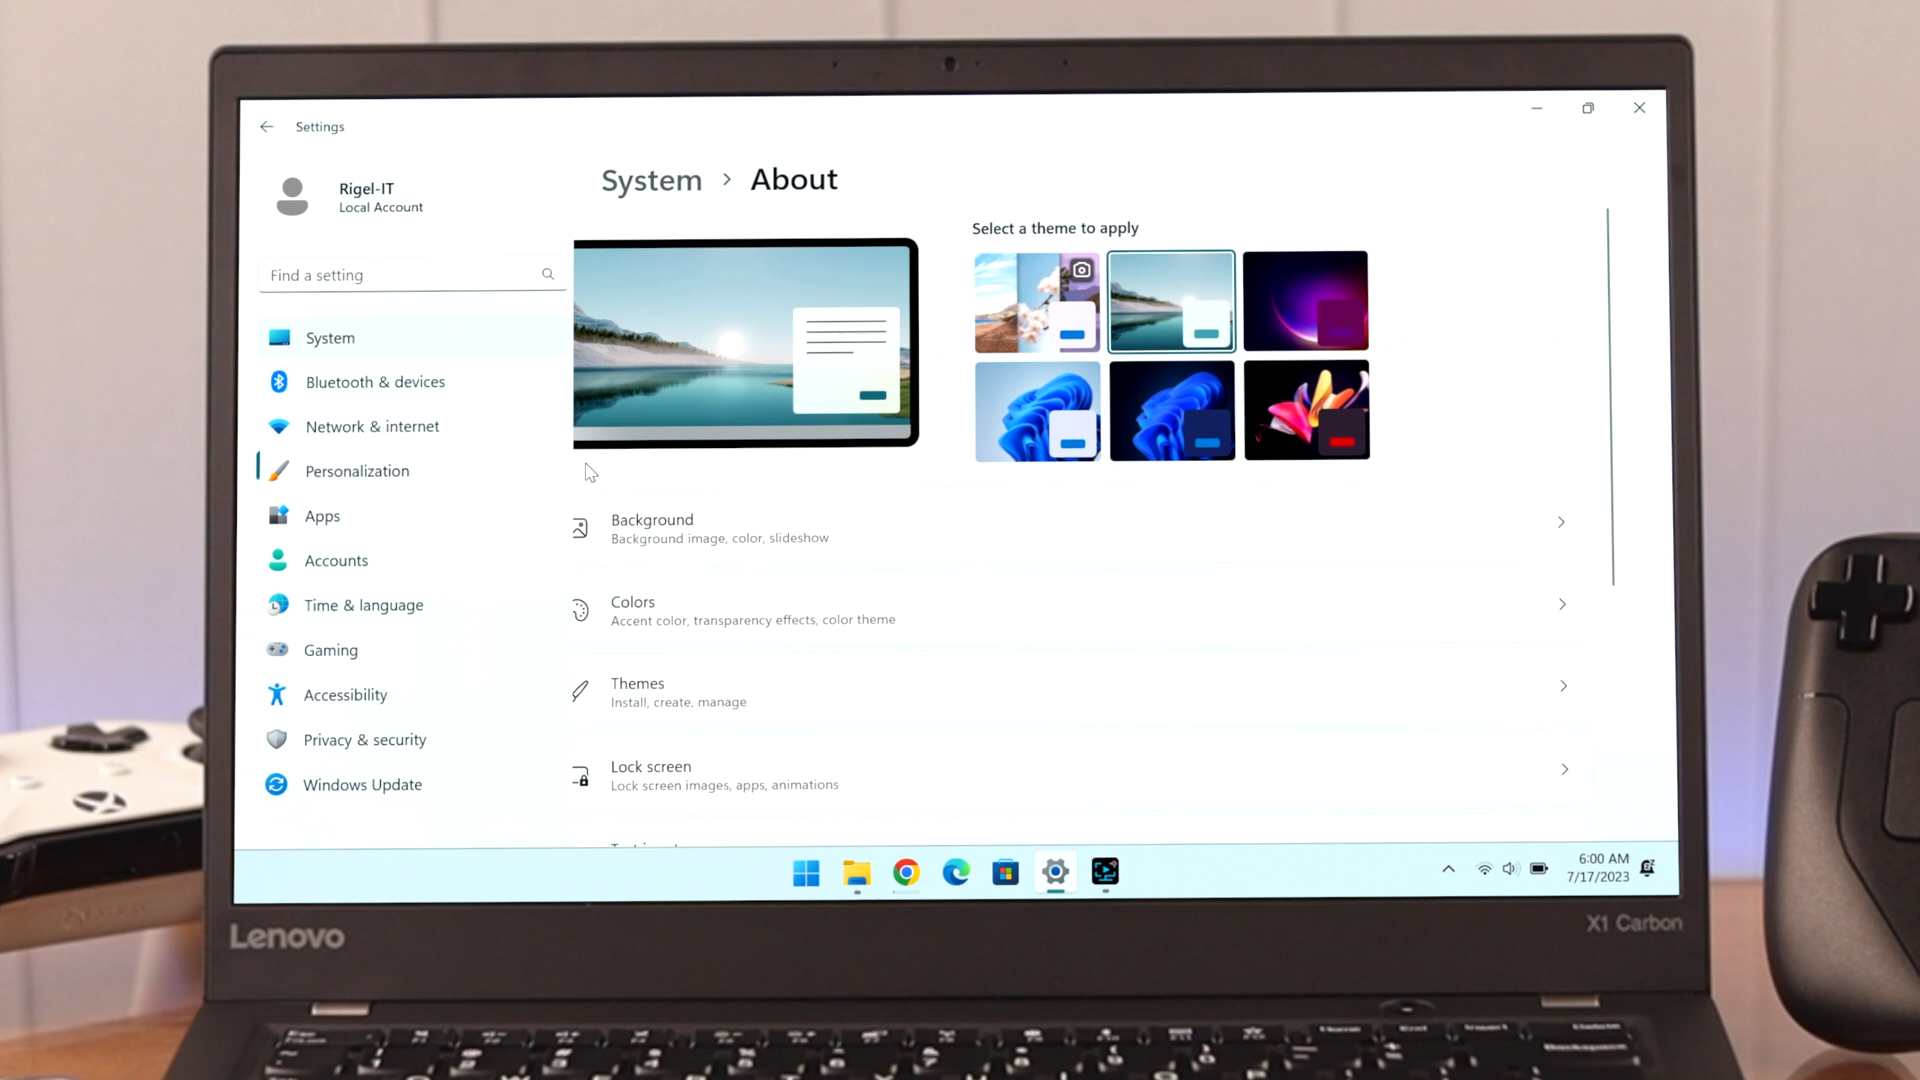 Settings
Rigel-IT
Local Account
System > About
Find a setting
Select a theme to apply
System
Bluetooth & devices
Network & internet
Personalization
Apps
Accounts
Time & language
Gaming
Accessibility
Privacy & security
Windows Update
Background
Background image, color, slideshow
Colors
Accent color, transparency effects, color theme
Themes
Install, create, manage
Lock screen
Lock screen images, apps, animations
6:00 AM
7/17/2023
Lenovo
X1 Carbon